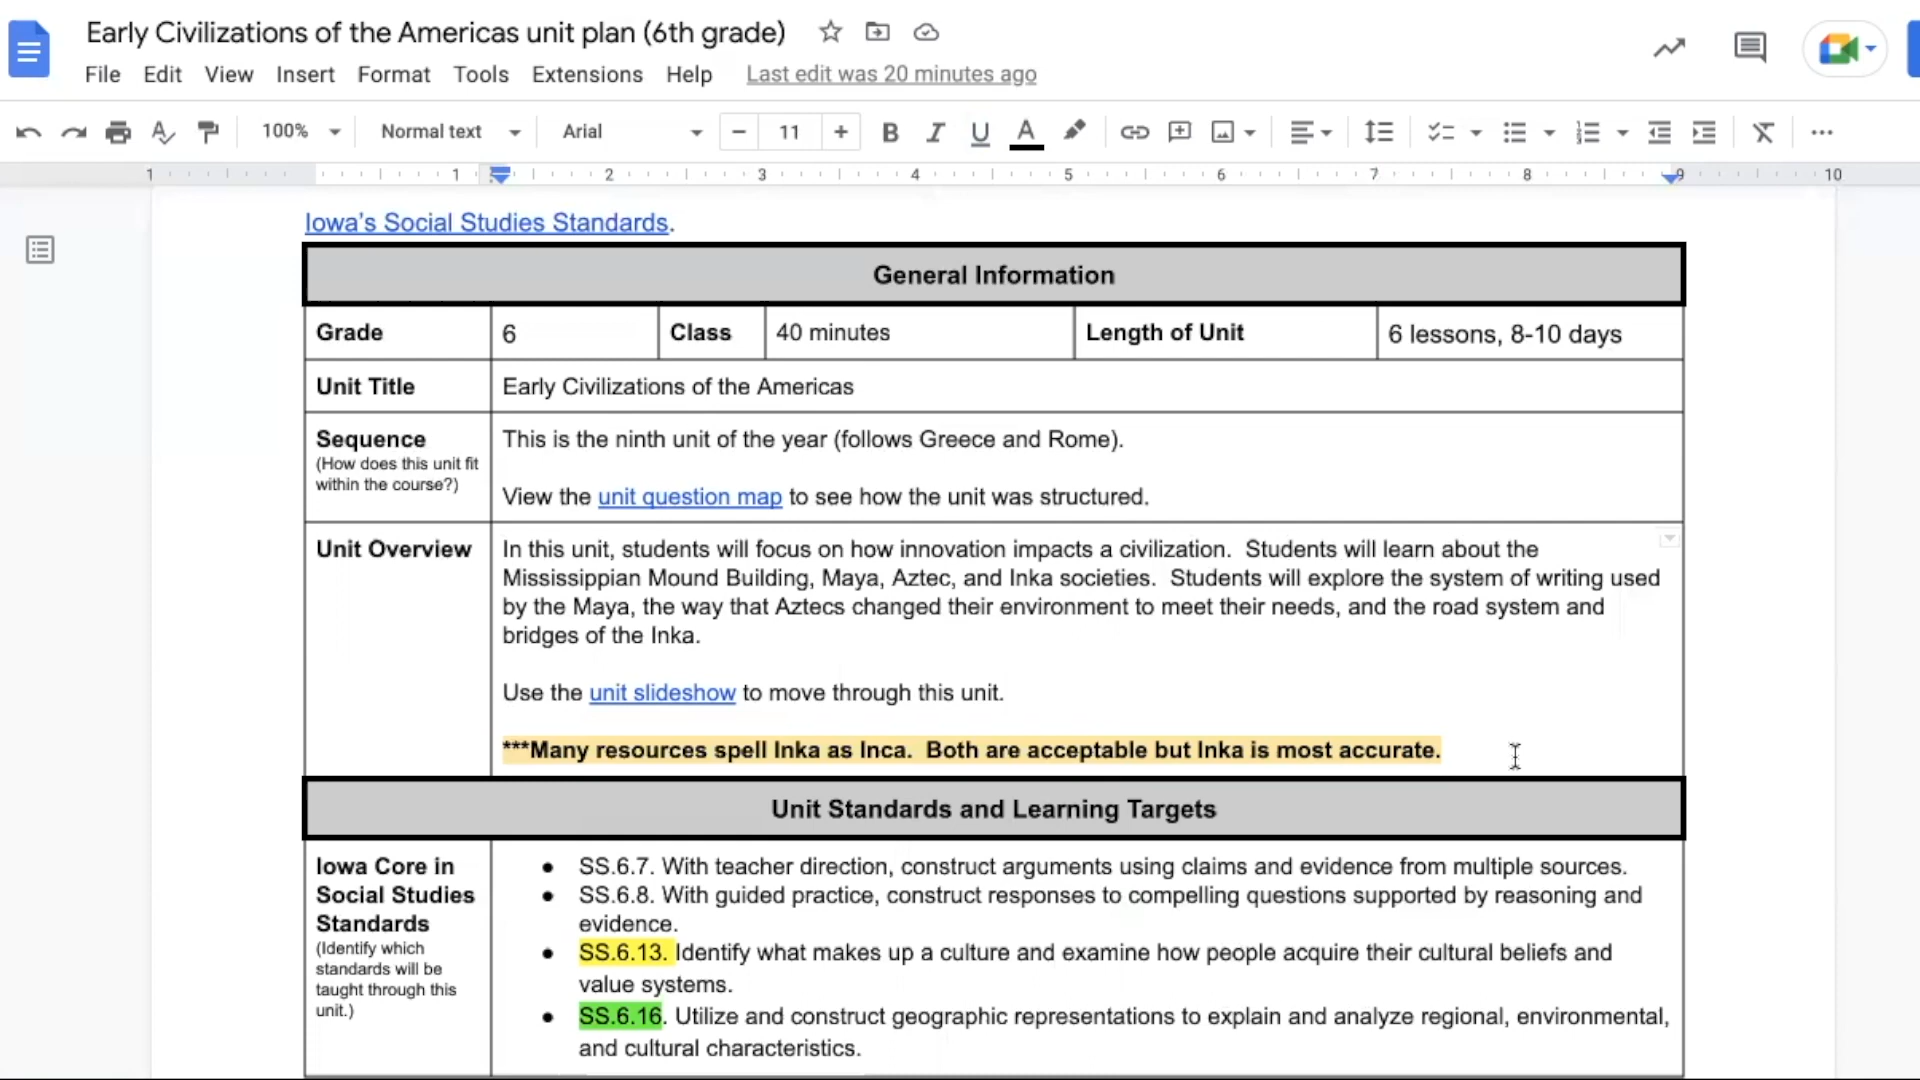 Early Civilizations of the Americas unit plan (6th grade)
File Edit View Insert Format Tools Extensions Help Last edit was 20 minutes ago
100% Normal text Arial 11 B I U A
1 1 2 3 4 5 6 7 8 9 10
Iowa's Social Studies Standards.
General Information
Grade 6 Class 40 minutes Length of Unit 6 lessons, 8-10 days
Unit Title Early Civilizations of the Americas
Sequence
(How does this unit fit
within the course?)
This is the ninth unit of the year (follows Greece and Rome).
View the unit question map to see how the unit was structured.
Unit Overview
In this unit, students will focus on how innovation impacts a civilization. Students will learn about the
Mississippian Mound Building, Maya, Aztec, and Inka societies. Students will explore the system of writing used
by the Maya, the way that Aztecs changed their environment to meet their needs, and the road system and
bridges of the Inka.
Use the unit slideshow to move through this unit.
***Many resources spell Inka as Inca. Both are acceptable but Inka is most accurate.
Unit Standards and Learning Targets
Iowa Core in
Social Studies
Standards
(Identify which
standards will be
taught through this
unit.)
● SS.6.7. With teacher direction, construct arguments using claims and evidence from multiple sources.
● SS.6.8. With guided practice, construct responses to compelling questions supported by reasoning and
evidence.
● SS.6.13. Identify what makes up a culture and examine how people acquire their cultural beliefs and
value systems.
● SS.6.16. Utilize and construct geographic representations to explain and analyze regional, environmental,
and cultural characteristics.